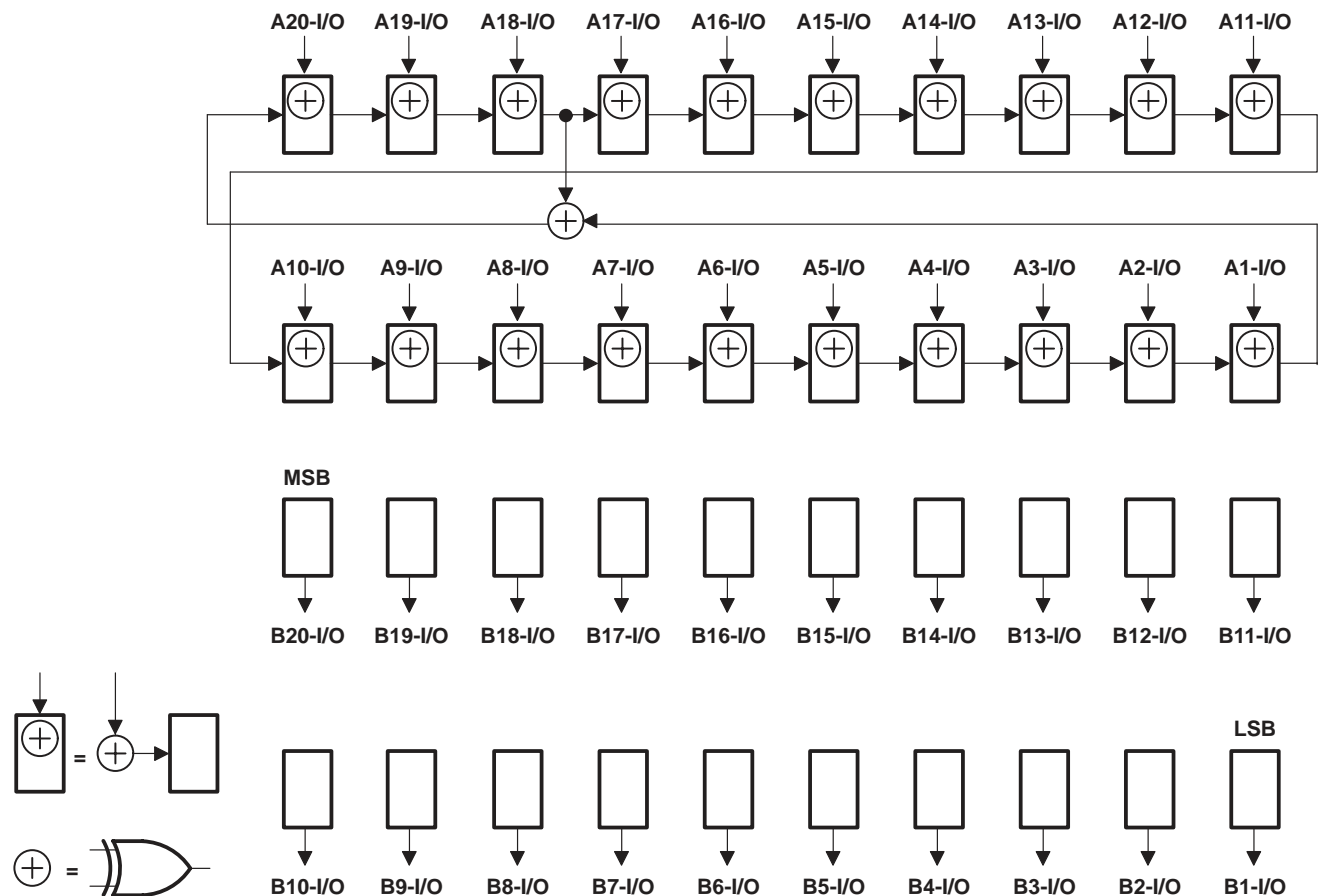 A20-I/O A19-I/O A18-I/O A17-I/O A16-I/O A15-I/O A14-I/O A13-I/O A12-I/O A11-I/O
A10-I/O A9-I/O A8-I/O A7-I/O A6-I/O A5-I/O A4-I/O A3-I/O A2-I/O A1-I/O
MSB
B20-I/O B19-I/O B18-I/O B17-I/O B16-I/O B15-I/O B14-I/O B13-I/O B12-I/O B11-I/O
LSB
=
=
B10-I/O B9-I/O B8-I/O B7-I/O B6-I/O B5-I/O B4-I/O B3-I/O B2-I/O B1-I/O